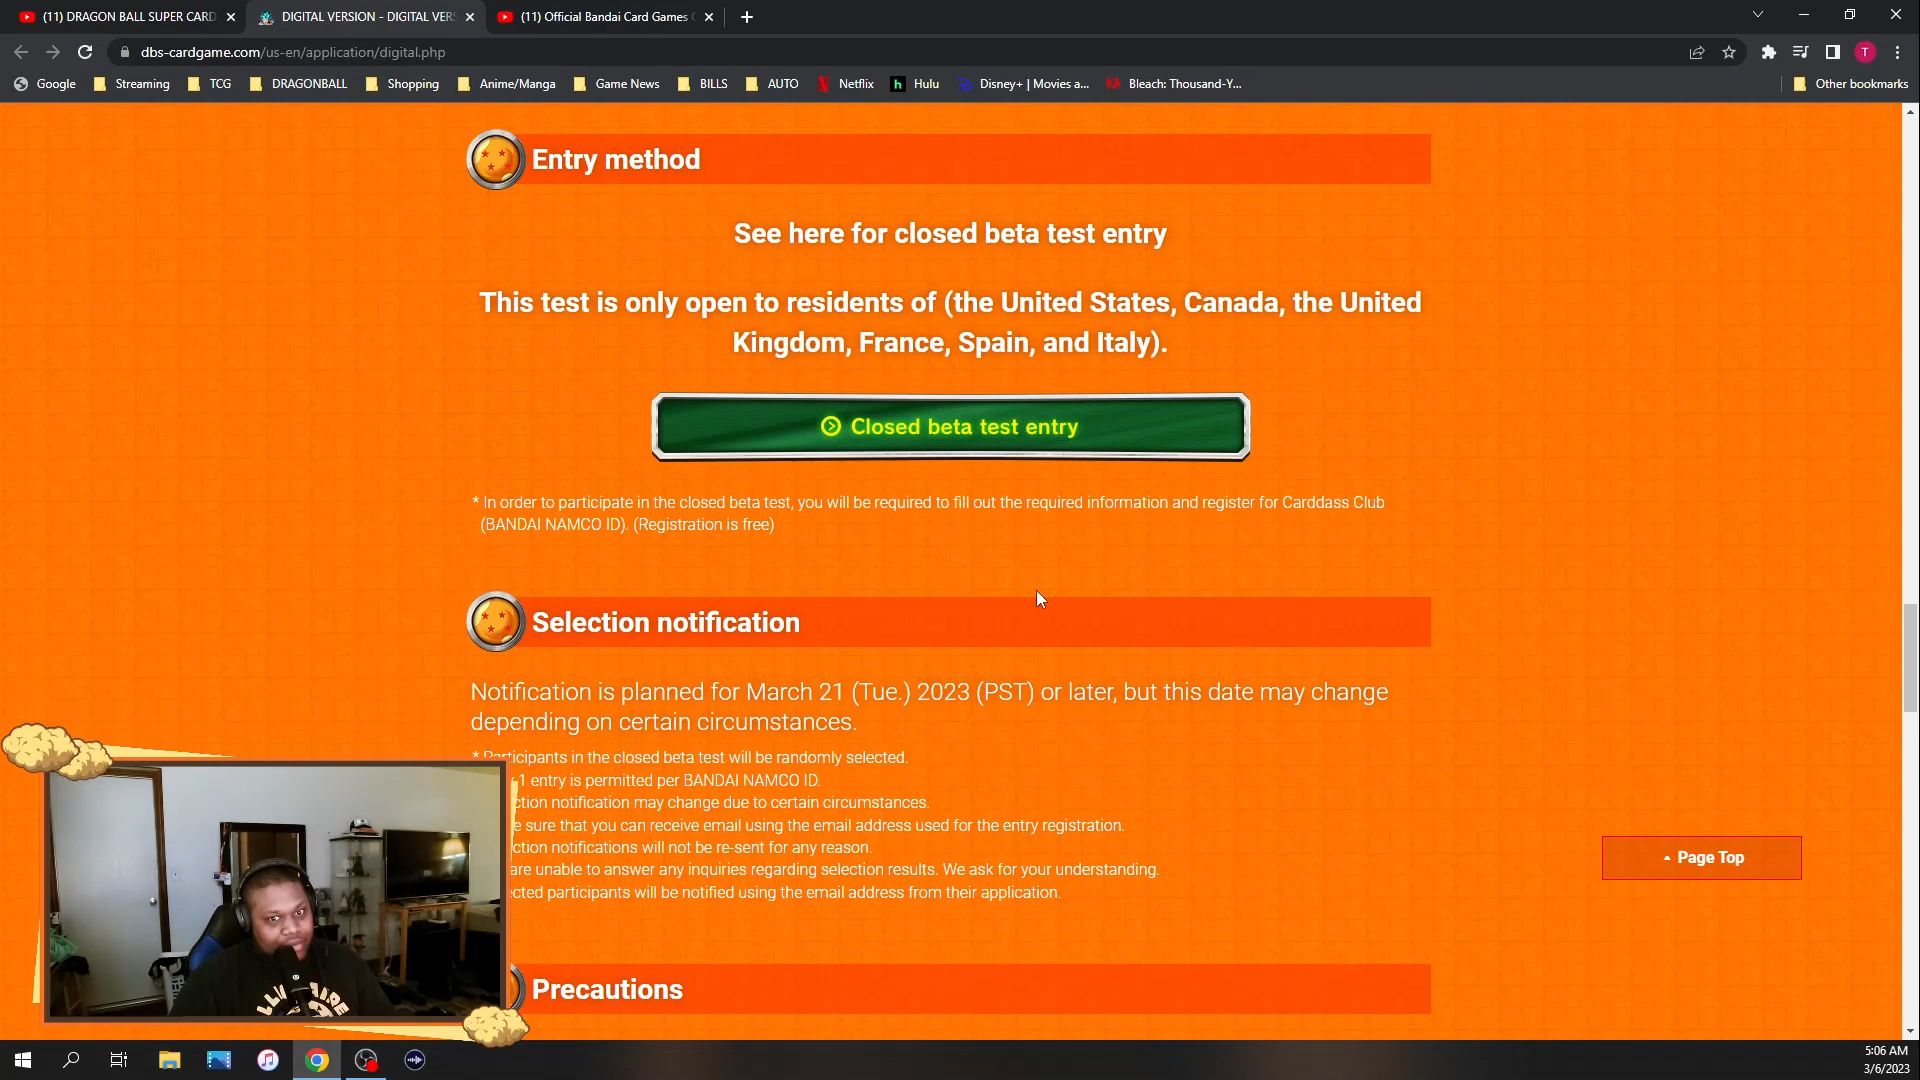 (11) DRAGON BALL SUPER CARD
DIGITAL VERSION - DIGITAL VERS
(11) Official Bandai Card Games
dbs-cardgame.com/us-en/application/digital.php
T
Google
Streaming
TCG
DRAGONBALL
Shopping
Anime/Manga
Game News
BILLS
AUTO
Netflix
h
Hulu
Disney+ | Movies a...
Bleach: Thousand-Y...
Other bookmarks
Entry method
See here for closed beta test entry
This test is only open to residents of (the United States, Canada, the United
Kingdom, France, Spain, and Italy).
Closed beta test entry
* In order to participate in the closed beta test, you will be required to fill out the required information and register for Carddass Club
(BANDAI NAMCO ID). (Registration is free)
Selection notification
Notification is planned for March 21 (Tue.) 2023 (PST) or later, but this date may change
depending on certain circumstances.
* Participants in the closed beta test will be randomly selected.
1 entry is permitted per BANDAI NAMCO ID.
ction notification may change due to certain circumstances.
e sure that you can receive email using the email address used for the entry registration.
ction notifications will not be re-sent for any reason.
are unable to answer any inquiries regarding selection results. We ask for your understanding.
cted participants will be notified using the email address from their application.
Page Top
Precautions
5:06 AM
3/6/2023